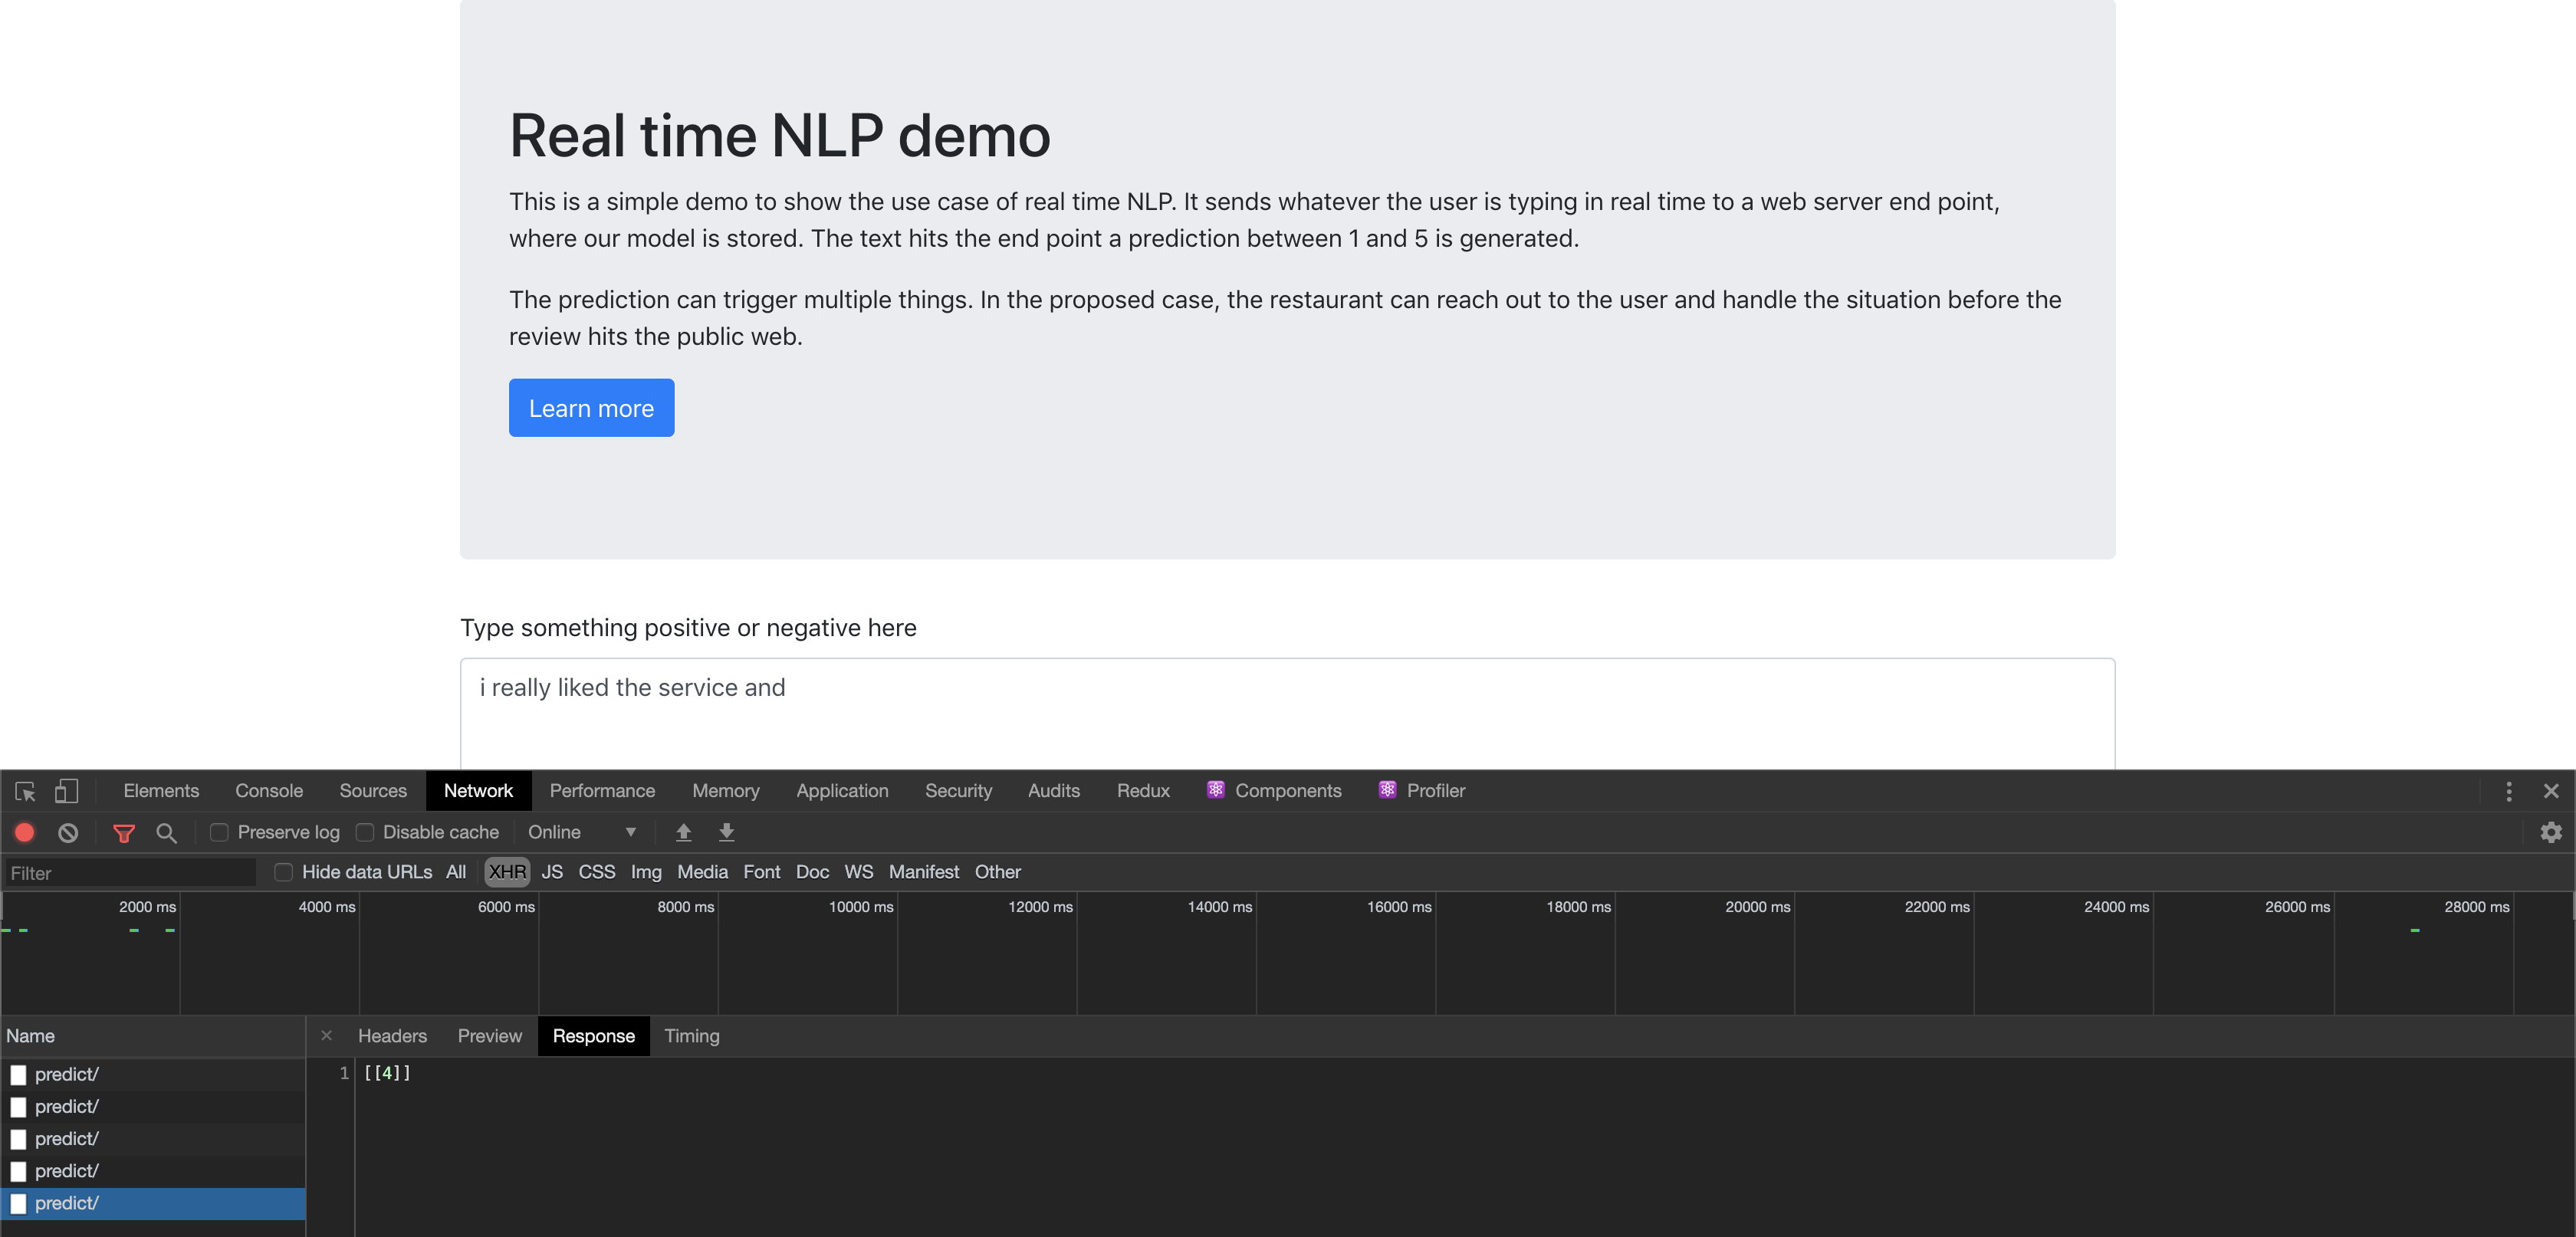 Real time NLP demo
This is a simple demo to show the use case of real time NLP. It sends whatever the user is typing in real time to a web server end point,
where our model is stored. The text hits the end point a prediction between 1 and 5 is generated.
The prediction can trigger multiple things. In the proposed case, the restaurant can reach out to the user and handle the situation before the
review hits the public web.
Learn more
Type something positive or negative here
i really liked the service and
Elements Console Sources Network Performance Memory Application Security Audits Redux Components Profiler
Preserve log Disable cache Online
Filter Hide data URLs All XHR JS CSS Img Media Font Doc WS Manifest Other
2000 ms 4000 ms 6000 ms 8000 ms 10000 ms 12000 ms 14000 ms 16000 ms 18000 ms 20000 ms 22000 ms 24000 ms 26000 ms 28000 ms
Name Headers Preview Response Timing
predict/ 1 [[4]]
predict/
predict/
predict/
predict/